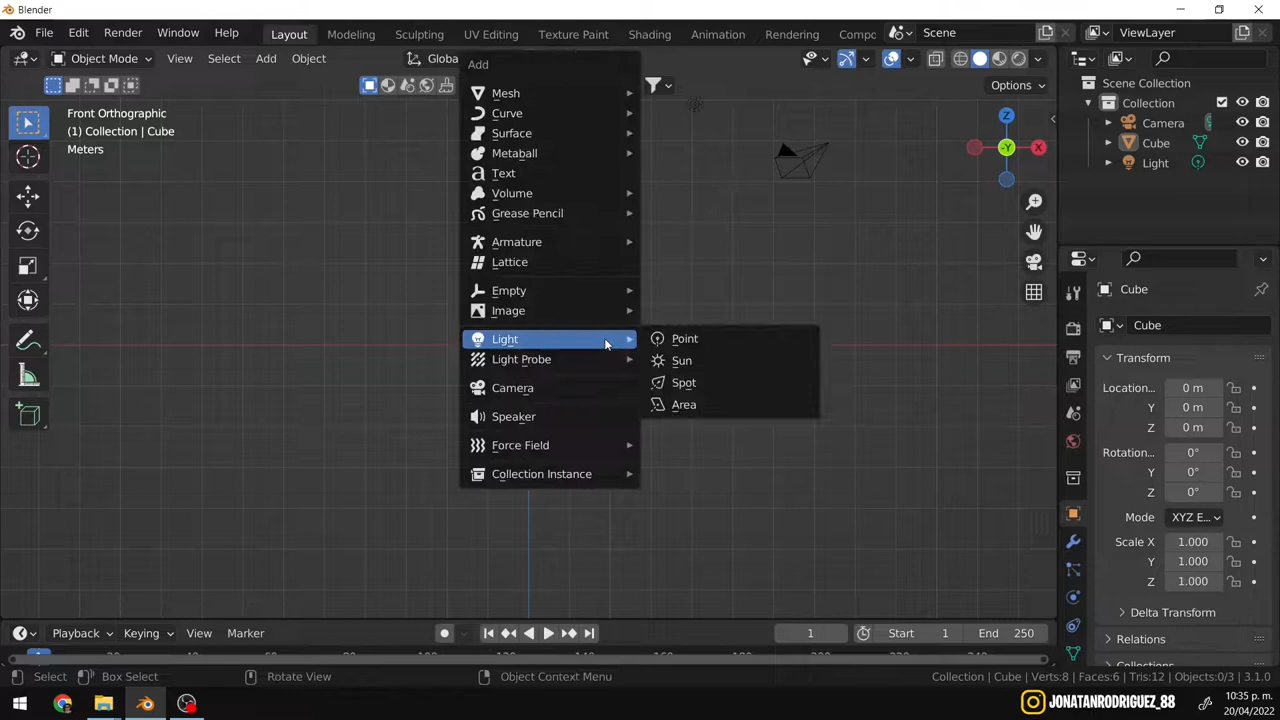 Blender
File Edit Render Window Help Layout Modeling Sculpting UV Editing Texture Paint Shading Animation Rendering Compc Scene ViewLayer
Object Mode View Select Add Object Globa
Options
Front Orthographic
(1) Collection | Cube
Meters
Add
Mesh
Curve
Surface
Metaball
Text
Volume
Grease Pencil
Armature
Lattice
Empty
Image
Light
Light Probe
Camera
Speaker
Force Field
Collection Instance
Point
Sun
Spot
Area
Z
-Y
X
Scene Collection
Collection
Camera
Cube
Light
Cube
Cube
Transform
Location... 0 m
Y 0 m
Z 0 m
Rotation... 0°
Y 0°
Z 0°
Mode XYZ E...
Scale X 1.000
Y 1.000
Z 1.000
Delta Transform
Relations
Playback Keying View Marker 1 Start 1 End 250
Select Box Select Rotate View Object Context Menu Collection | Cube | Verts:8 | Faces:6 | Tris:12 | Objects:0/3 | 3.1.0
JONATANRODRIGUEZ_88
10:35 p. m.
20/04/2022